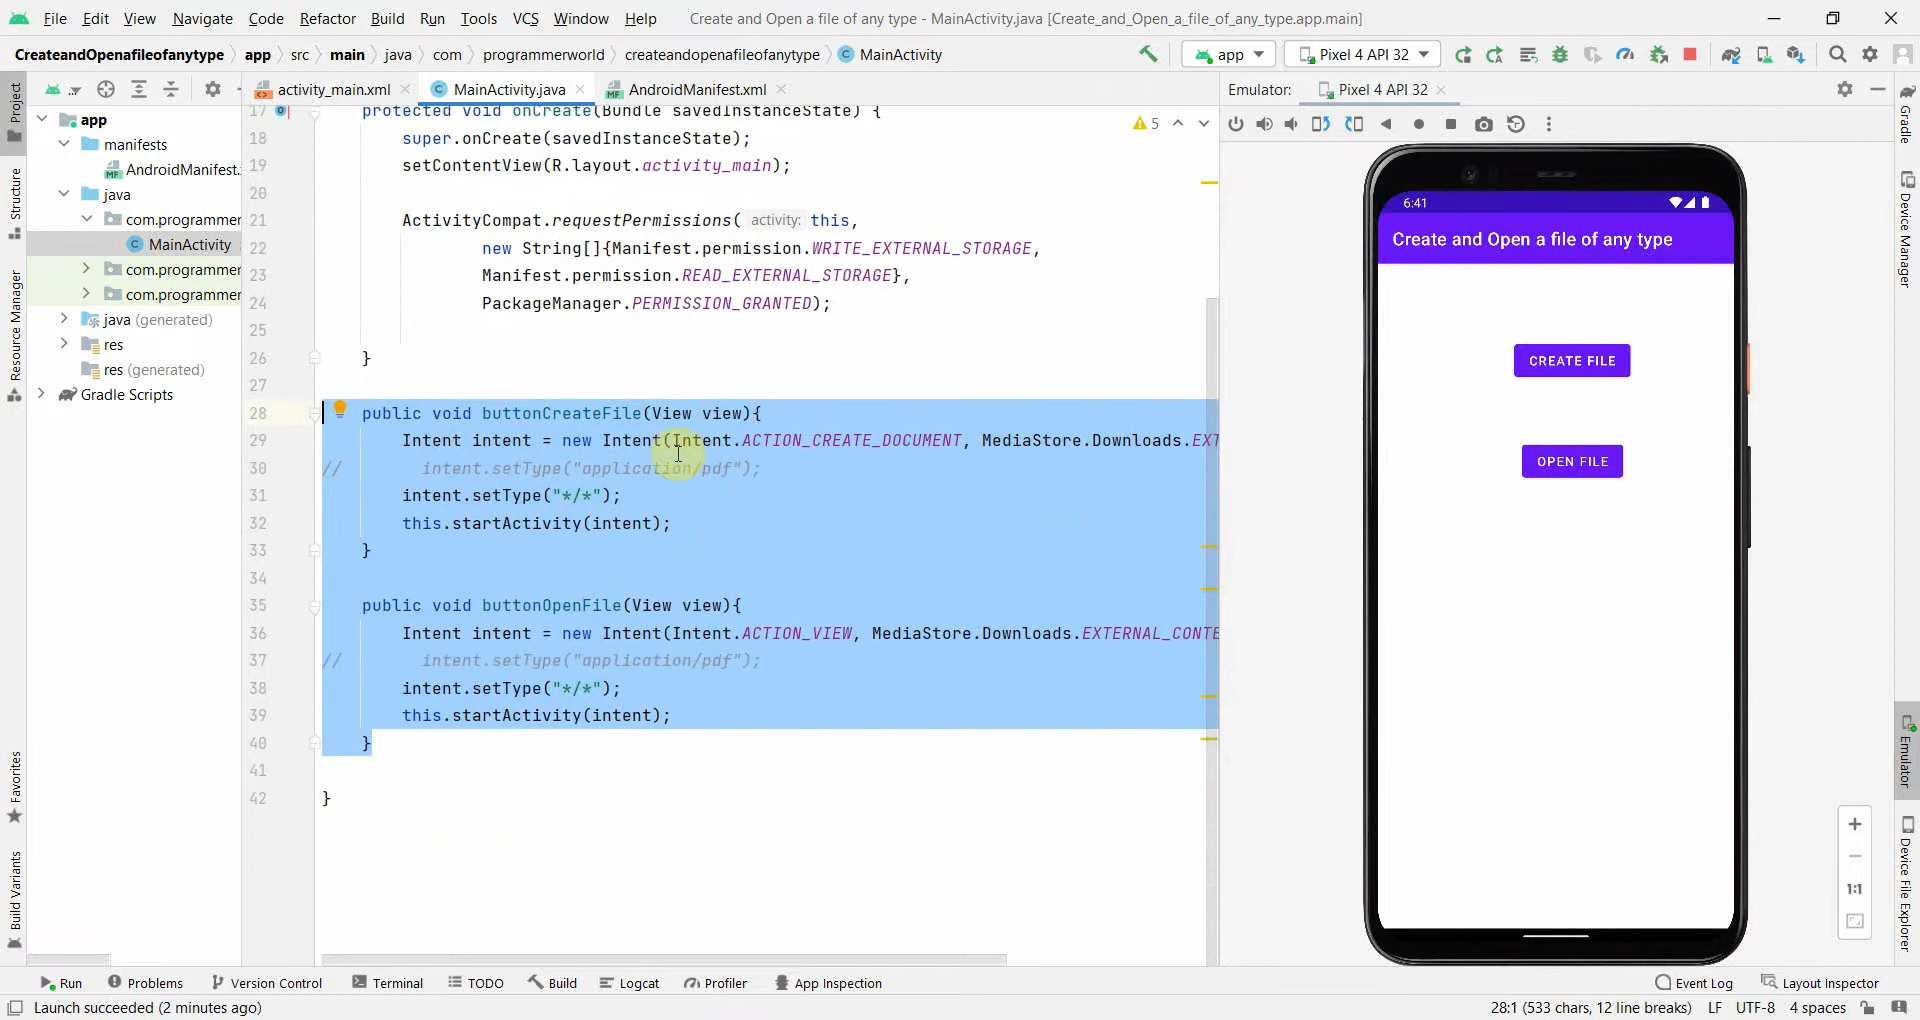 File Edit View Navigate Code Refactor Build Run Tools VCS Window Help Create and Open a file of any type - MainActivity.java [Create_and_Open_a_file_of_any_type.app.main]
CreateandOpenafileofanytype app src main java com programmerworld createandopenafileofanytype MainActivity app Pixel 4 API 32
activity_main.xml MainActivity.java AndroidManifest.xml Emulator: Pixel 4 API 32
Project
Structure
Resource Manager
Favorites
Build Variants
app
manifests
AndroidManifest.
java
com.programmer
MainActivity
com.programmer
com.programmer
java (generated)
res
res (generated)
Gradle Scripts
5
17 protected void onCreate(Bundle savedInstanceState) {
18 super.onCreate(savedInstanceState);
19 setContentView(R.layout.activity_main);
20
21 ActivityCompat.requestPermissions( activity: this,
22 new String[]{Manifest.permission.WRITE_EXTERNAL_STORAGE,
23 Manifest.permission.READ_EXTERNAL_STORAGE},
24 PackageManager.PERMISSION_GRANTED);
25
26 }
27
28 public void buttonCreateFile(View view){
29 Intent intent = new Intent(Intent.ACTION_CREATE_DOCUMENT, MediaStore.Downloads.EXT
30 // intent.setType("application/pdf");
31 intent.setType("*/*");
32 this.startActivity(intent);
33 }
34
35 public void buttonOpenFile(View view){
36 Intent intent = new Intent(Intent.ACTION_VIEW, MediaStore.Downloads.EXTERNAL_CONTE
37 // intent.setType("application/pdf");
38 intent.setType("*/*");
39 this.startActivity(intent);
40 }
41
42 }
6:41
Create and Open a file of any type
CREATE FILE
OPEN FILE
1:1
Gradle
Device Manager
Emulator
Device File Explorer
Run Problems Version Control Terminal TODO Build Logcat Profiler App Inspection Event Log Layout Inspector
Launch succeeded (2 minutes ago) 28:1 (533 chars, 12 line breaks) LF UTF-8 4 spaces